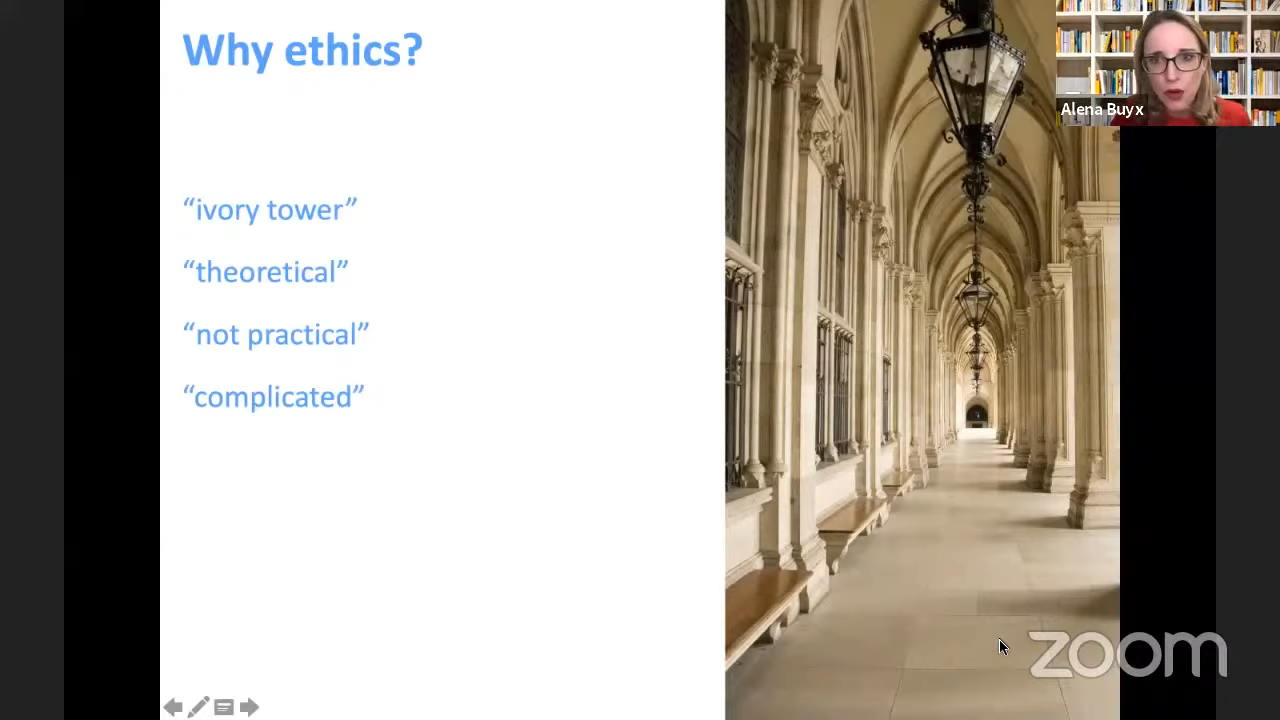 Why ethics?
Alena Buyx
“ivory tower”
“theoretical”
“not practical”
“complicated”
zoom